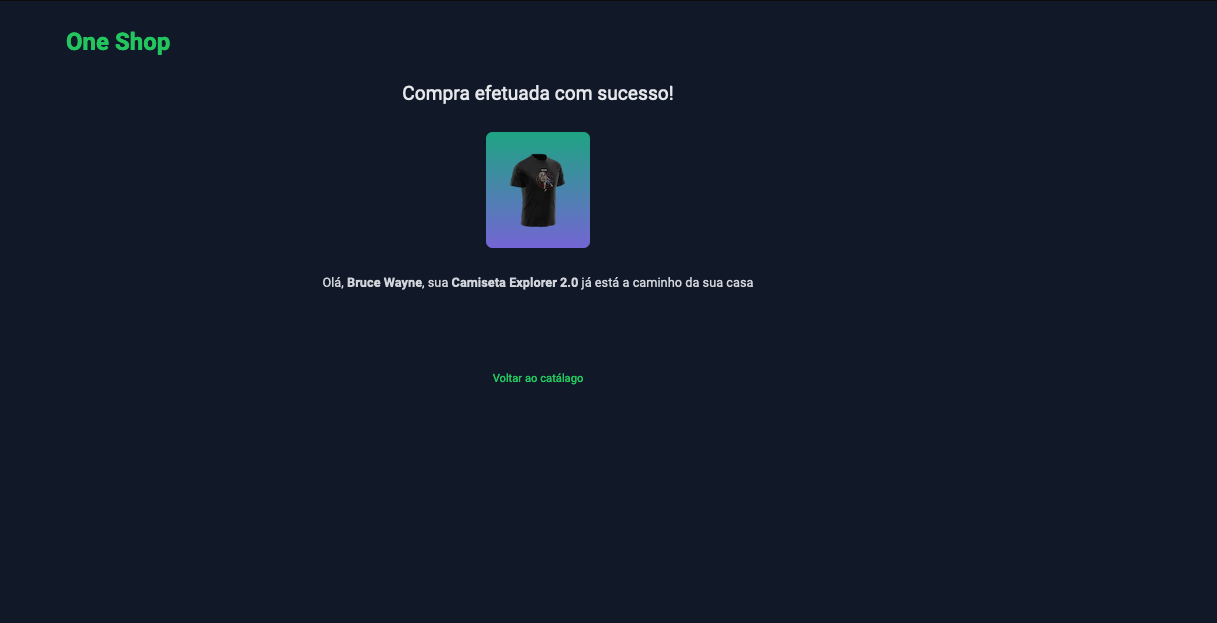 One Shop
Compra efetuada com sucesso!
Olá, Bruce Wayne, sua Camiseta Explorer 2.0 já está a caminho da sua casa
Voltar ao catálago